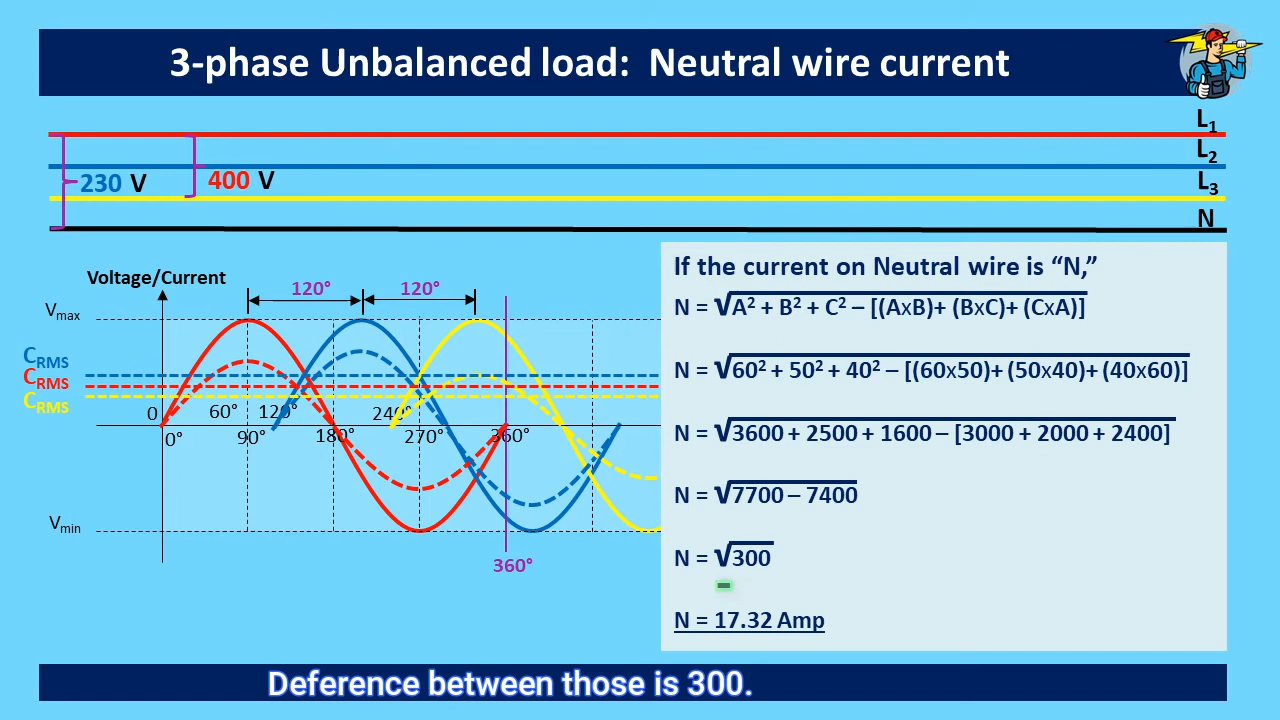 3-phase Unbalanced load: Neutral wire current
L₁
L₂
230 V
400 V
L₃
N
Voltage/Current
120°
120°
Vmax
CRMS
CRMS
CRMS
0
60°
120°
240°
0°
90°
180°
270°
360°
Vmin
360°
If the current on Neutral wire is “N,”
N = √A² + B² + C² – [(AxB)+ (BxC)+ (CxA)]
N = √60² + 50² + 40² – [(60x50)+ (50x40)+ (40x60)]
N = √3600 + 2500 + 1600 – [3000 + 2000 + 2400]
N = √7700 – 7400
N = √300
N = 17.32 Amp
Deference between those is 300.